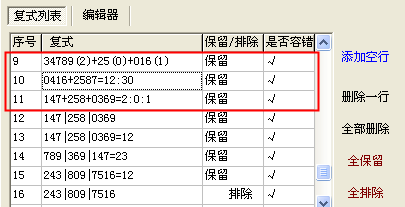 复式列表 编辑器
序号 复式 保留/排除 是否容错
9 34789(2)+25(0)+016(1) 保留 √
10 0416+2587=12:30 保留 √
11 147+258+0369=2:0:1 保留 √
12 147|258|0369 保留 √
13 147|258|0369=12 保留 √
14 789|369|147=23 保留 √
15 243|809|7516=12 保留 √
16 243|809|7516 排除 √
添加空行
删除一行
全部删除
全保留
全排除